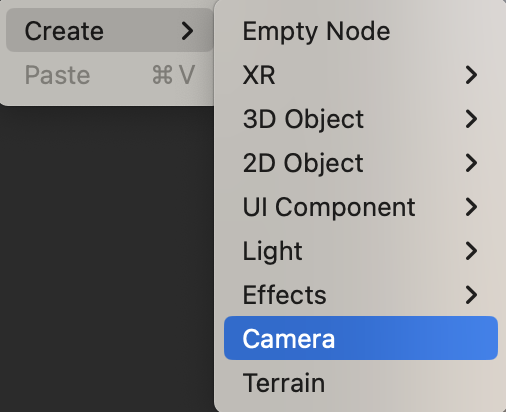 Create
Paste ⌘ V
Empty Node
XR
3D Object
2D Object
UI Component
Light
Effects
Camera
Terrain